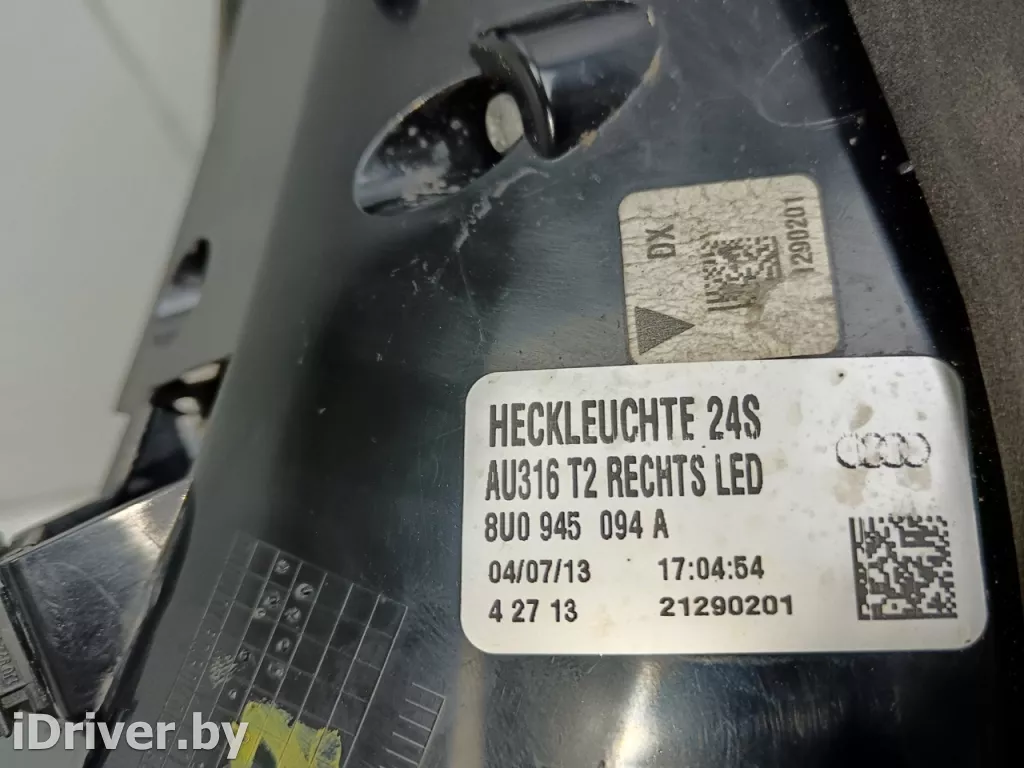 DX
1290201
HECKLEUCHTE 24S
AU316 T2 RECHTS LED
8U0 945 094 A
04/07/13 17:04:54
4 27 13 21290201
iDriver.by